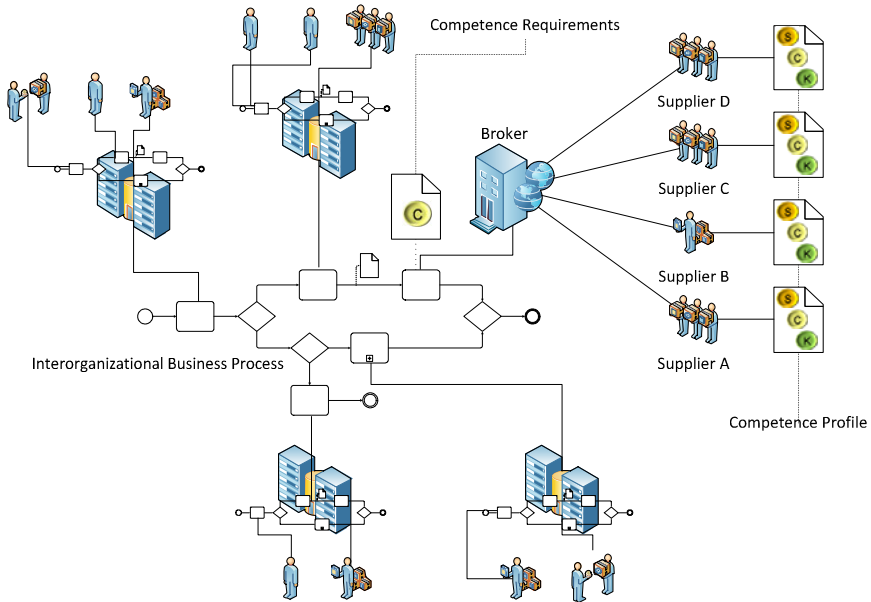 Competence Requirements
Broker
C
S
C
K
Supplier D
S
C
K
Supplier C
S
C
K
Supplier B
S
C
K
Supplier A
Interorganizational Business Process
Competence Profile